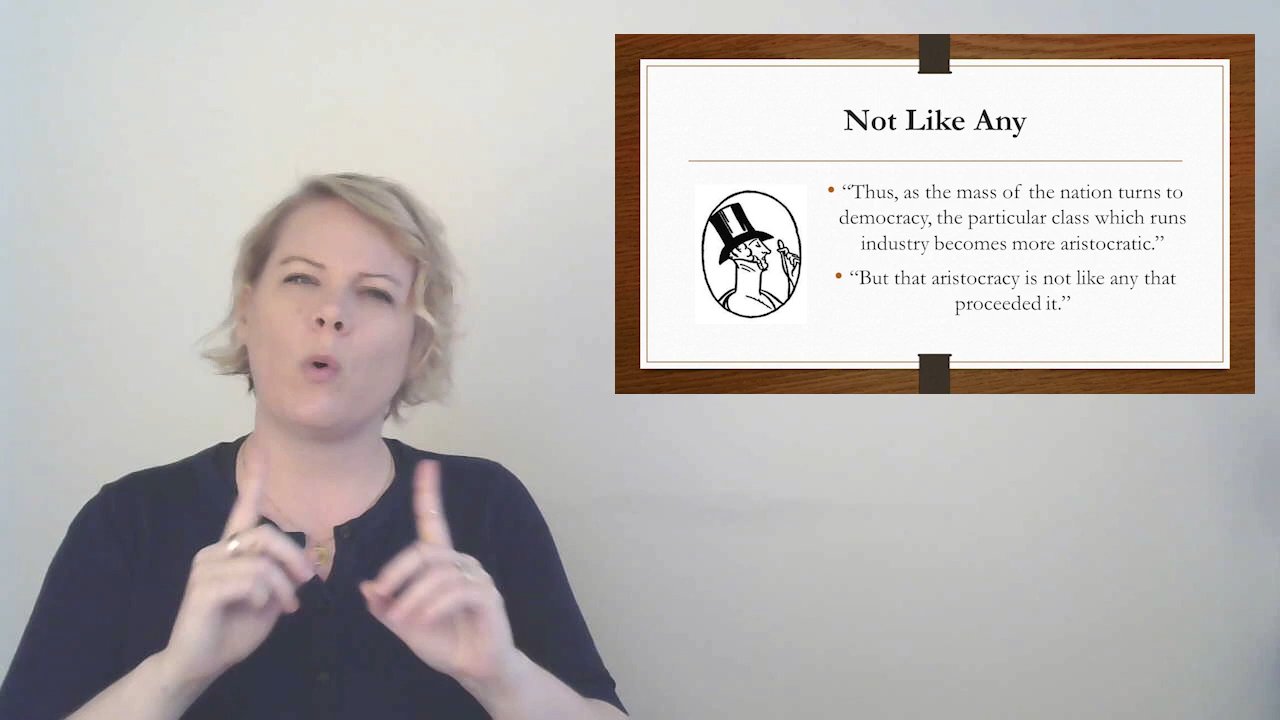 Not Like Any
• “Thus, as the mass of the nation turns to
democracy, the particular class which runs
industry becomes more aristocratic.”
• “But that aristocracy is not like any that
proceeded it.”